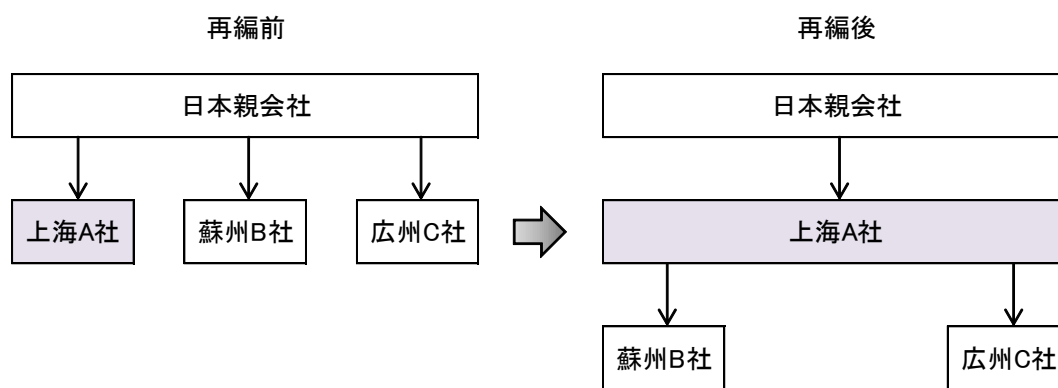 再編前
日本親会社
上海A社
蘇州B社
広州C社
再編後
日本親会社
上海A社
蘇州B社
広州C社